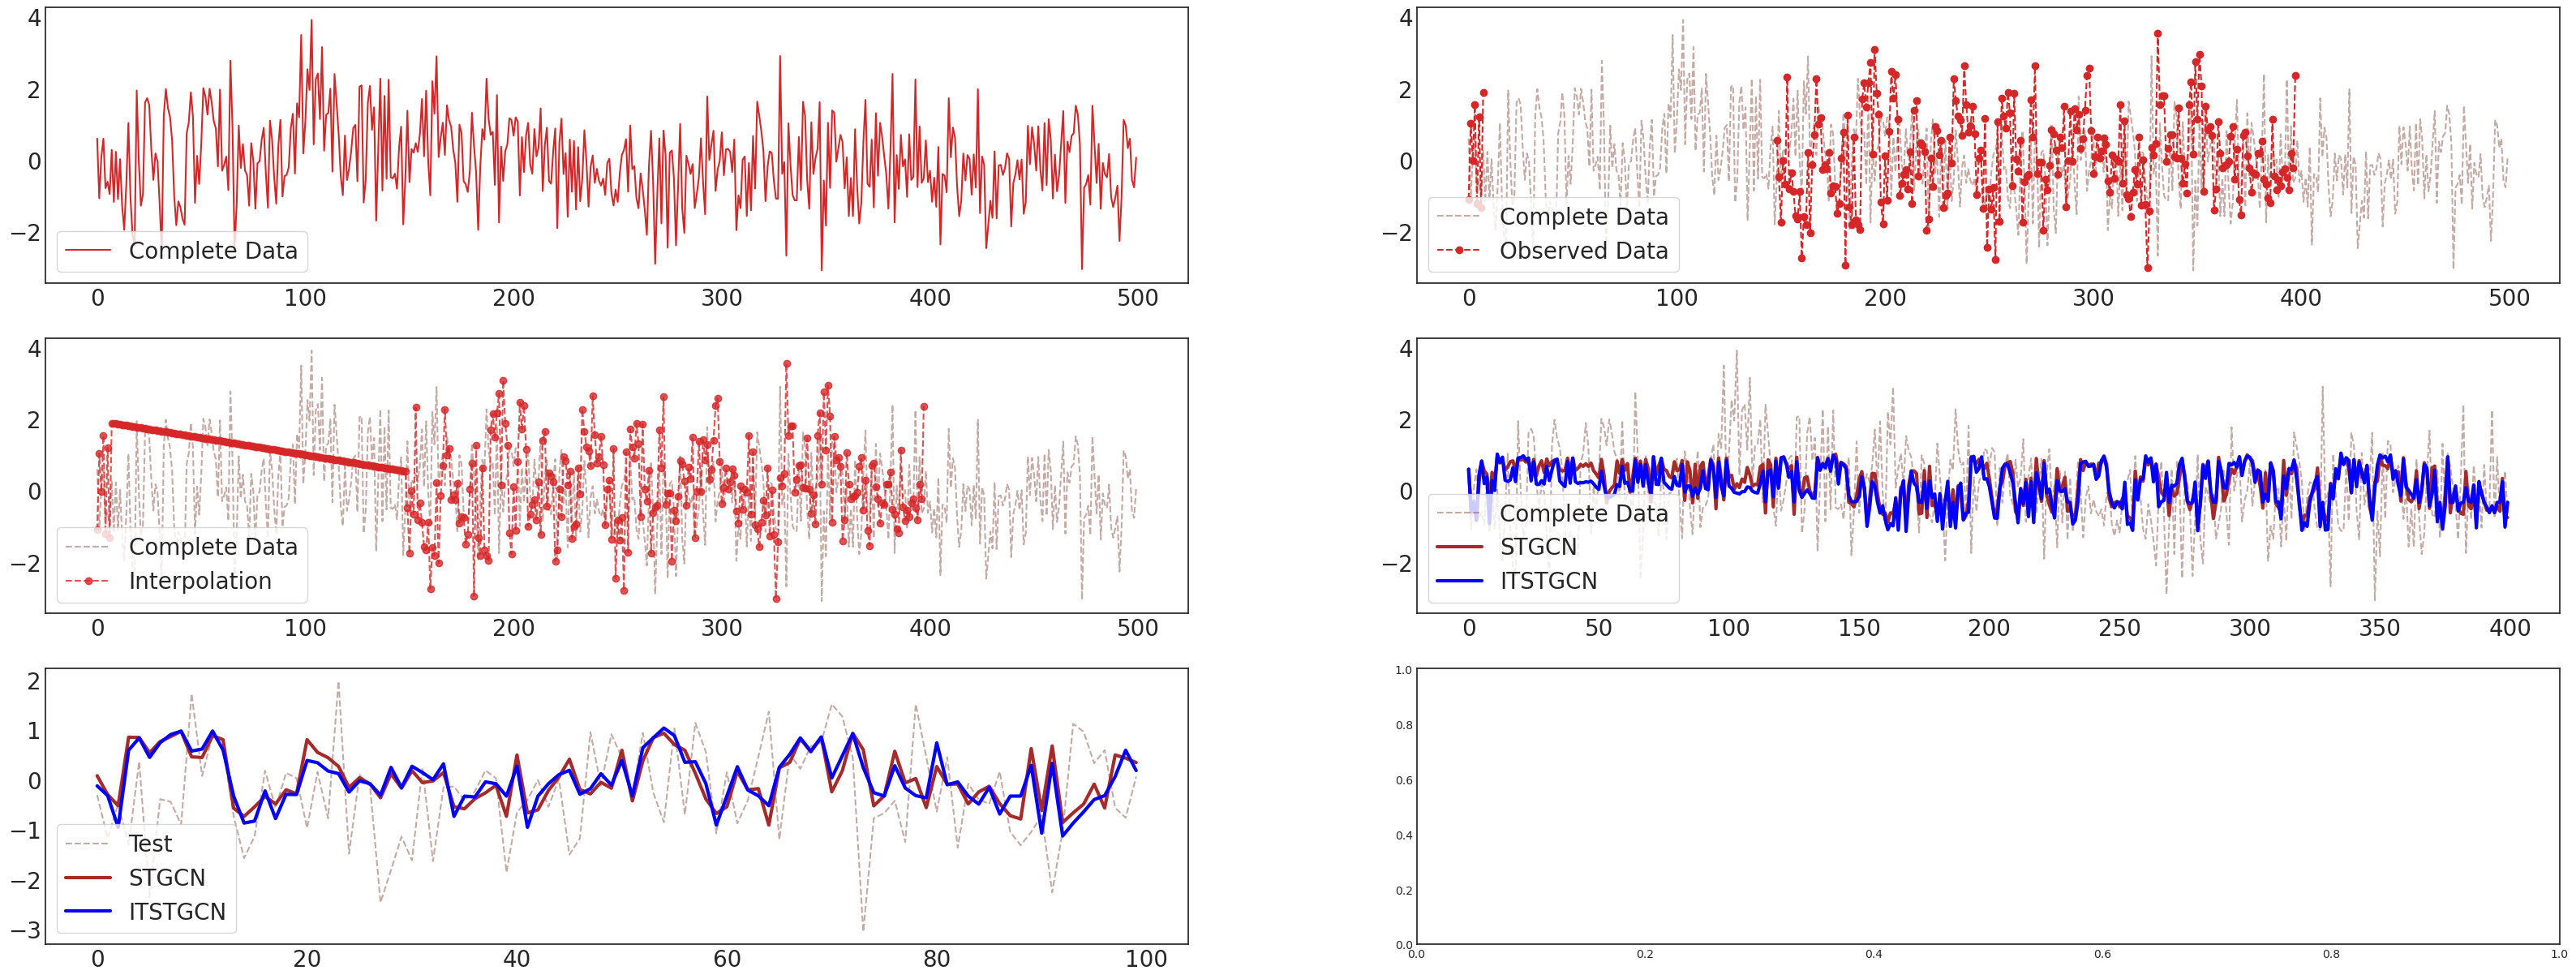 4
2
0
−2
Complete Data
0 100 200 300 400 500
4
2
0
−2
Complete Data
Observed Data
0 100 200 300 400 500
4
2
0
−2
Complete Data
Interpolation
0 100 200 300 400 500
4
2
0
−2
Complete Data
STGCN
ITSTGCN
0 50 100 150 200 250 300 350 400
2
1
0
−1
−2
−3
Test
STGCN
ITSTGCN
0 20 40 60 80 100
1.0
0.8
0.6
0.4
0.2
0.0
0.0 0.2 0.4 0.6 0.8 1.0